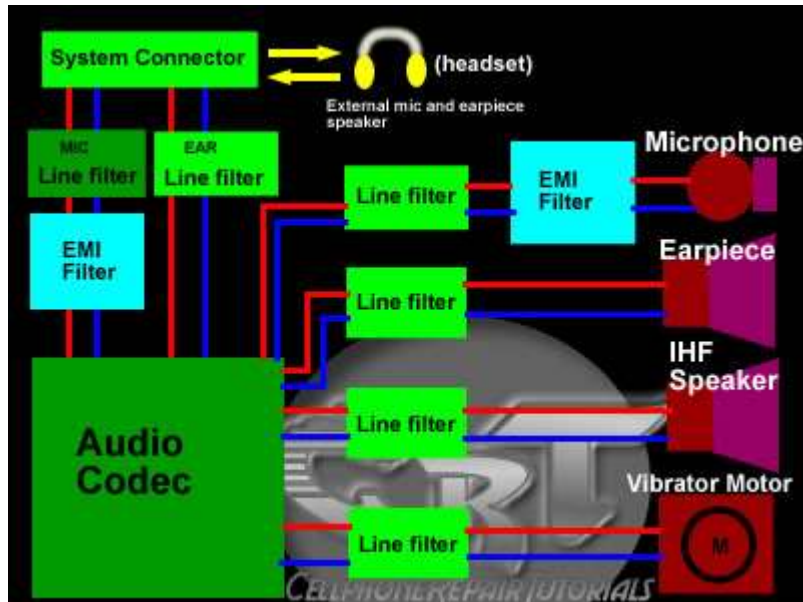 System Connector
(headset)
External mic and earpiece
speaker
MIC
Line filter
EAR
Line filter
EMI
Filter
Line filter
EMI
Filter
Microphone
Line filter
Earpiece
IHF
Speaker
Line filter
Audio
Codec
Vibrator Motor
Line filter
M
CRT
CELLPHONEREPAIRTUTORIALS